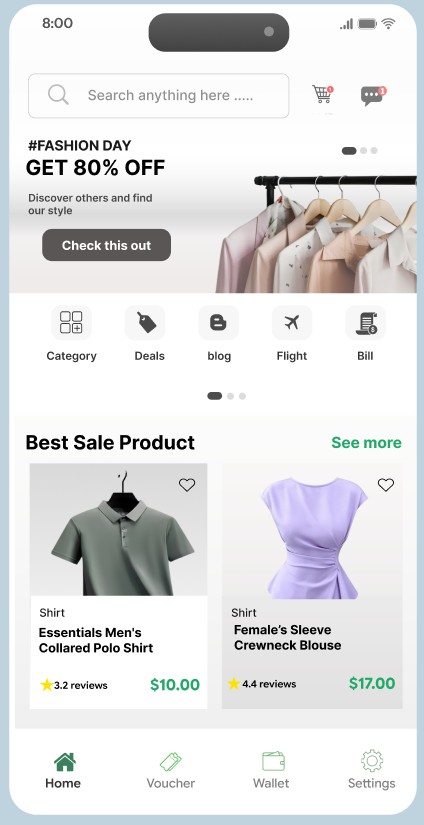 8:00
Search anything here .....
#FASHION DAY
GET 80% OFF
Discover others and find
our style
Check this out
Category
Deals
blog
Flight
Bill
Best Sale Product
See more
Shirt
Essentials Men's
Collared Polo Shirt
3.2 reviews
$10.00
Shirt
Female's Sleeve
Crewneck Blouse
4.4 reviews
$17.00
Home
Voucher
Wallet
Settings